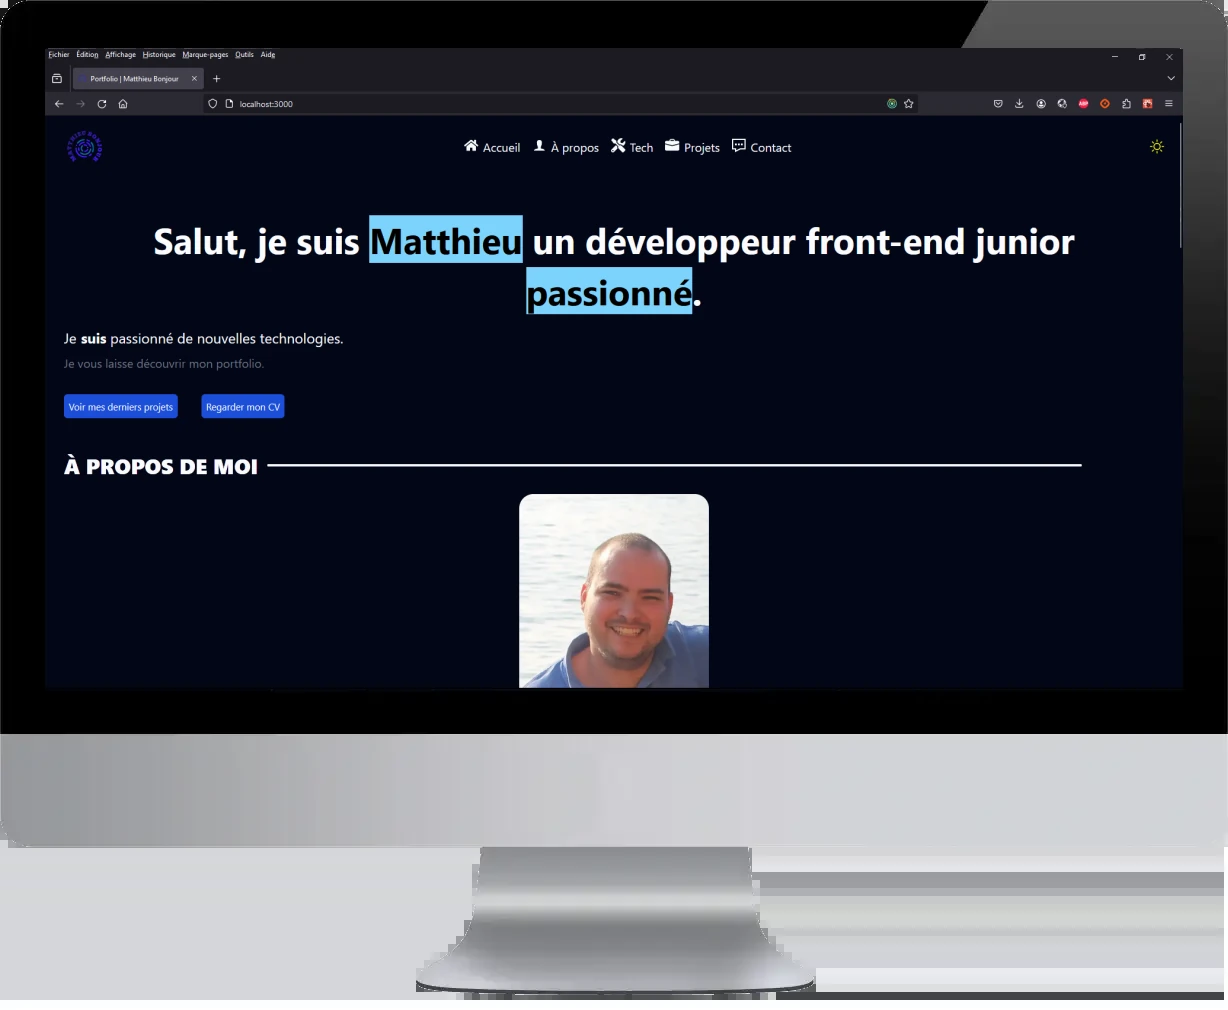 Fichier Édition Affichage Historique Marque-pages Outils Aide
Portfolio | Matthieu Bonjour
localhost:3000
MATTHIEU BONJOUR
Accueil À propos Tech Projets Contact
Salut, je suis Matthieu un développeur front-end junior
passionné.
Je suis passionné de nouvelles technologies.
Je vous laisse découvrir mon portfolio.
Voir mes derniers projets Regarder mon CV
À PROPOS DE MOI